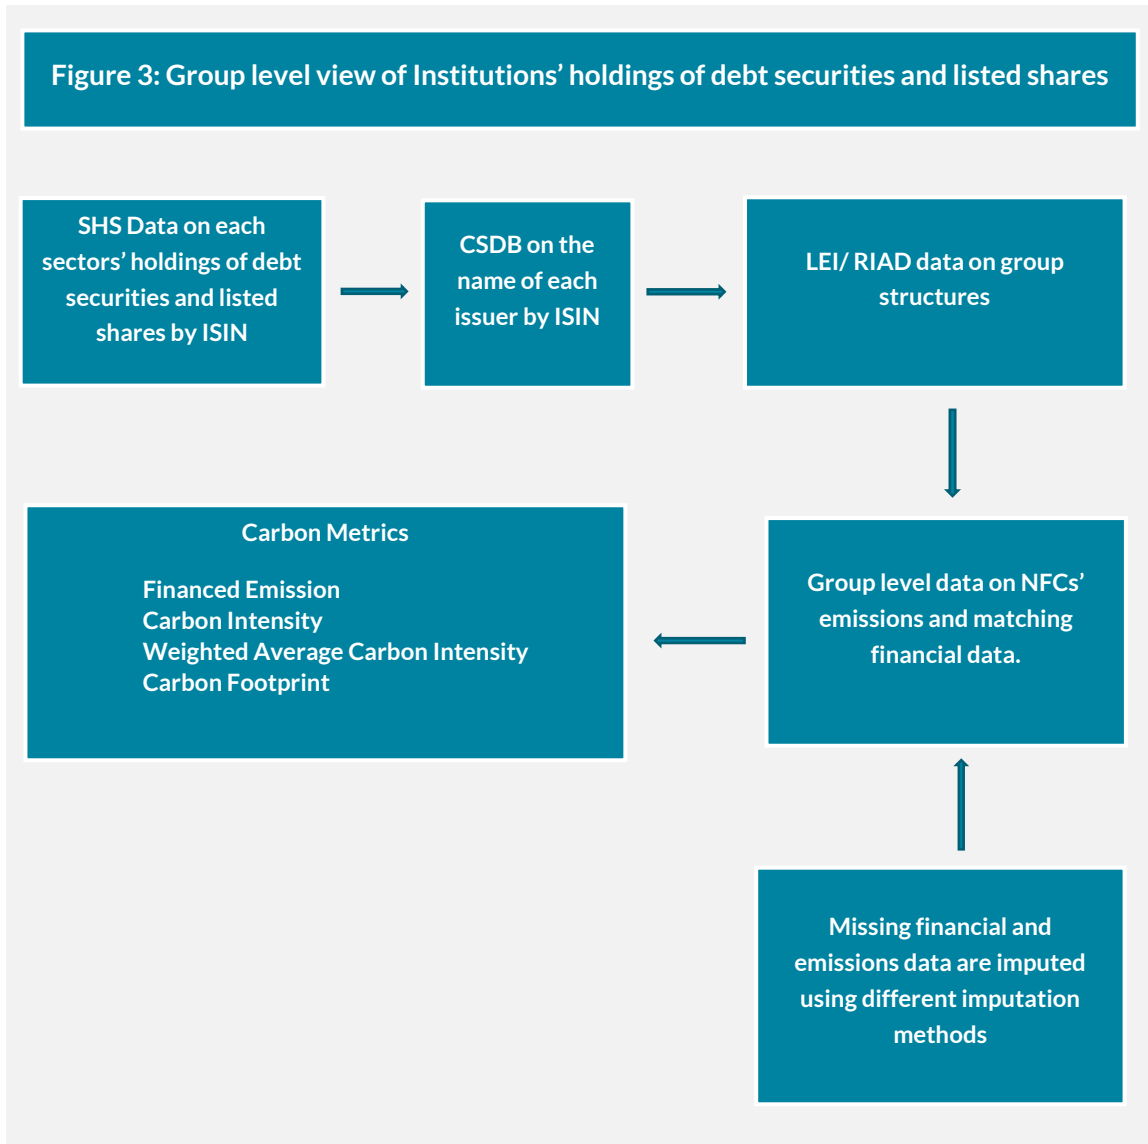 Figure 3: Group level view of Institutions' holdings of debt securities and listed shares
SHS Data on each
sectors' holdings of debt
securities and listed
shares by ISIN
CSDB on the
name of each
issuer by ISIN
LEI/ RIAD data on group
structures
Carbon Metrics
Financed Emission
Carbon Intensity
Weighted Average Carbon Intensity
Carbon Footprint
Group level data on NFCs'
emissions and matching
financial data.
Missing financial and
emissions data are imputed
using different imputation
methods